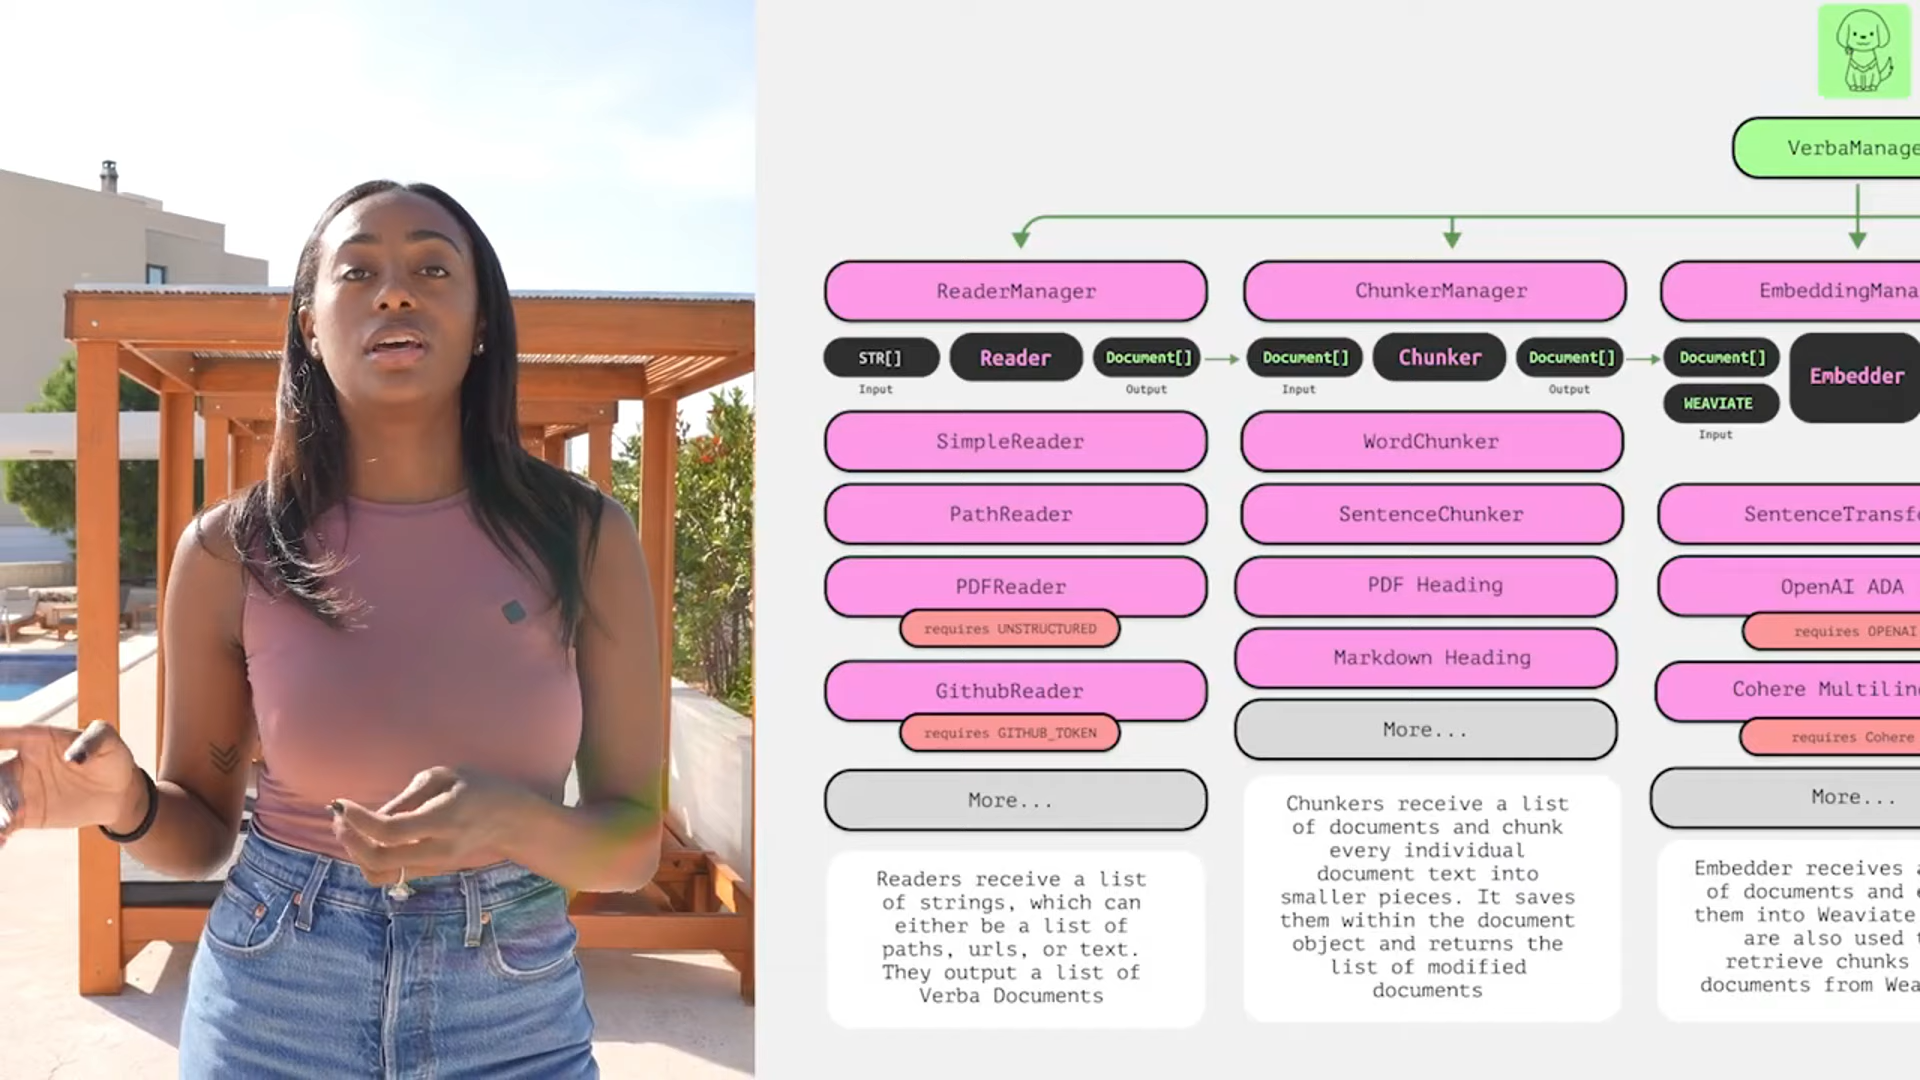 VerbaManage
ReaderManager
ChunkerManager
EmbeddingMana
STR[]
Reader
Document[]
Input
Output
Document[]
Chunker
Document[]
Input
Output
Document[]
WEAVIATE
Embedder
Input
SimpleReader
PathReader
PDFReader
requires UNSTRUCTURED
GithubReader
requires GITHUB_TOKEN
More...
Readers receive a list
of strings, which can
either be a list of
paths, urls, or text.
They output a list of
Verba Documents
WordChunker
SentenceChunker
PDF Heading
Markdown Heading
More...
Chunkers receive a list
of documents and chunk
every individual
document text into
smaller pieces. It saves
them within the document
object and returns the
list of modified
documents
SentenceTransf
OpenAI ADA
requires OPENAI
Cohere Multilin
requires Cohere
More...
Embedder receives a
of documents and e
them into Weaviate
are also used t
retrieve chunks
documents from Wea